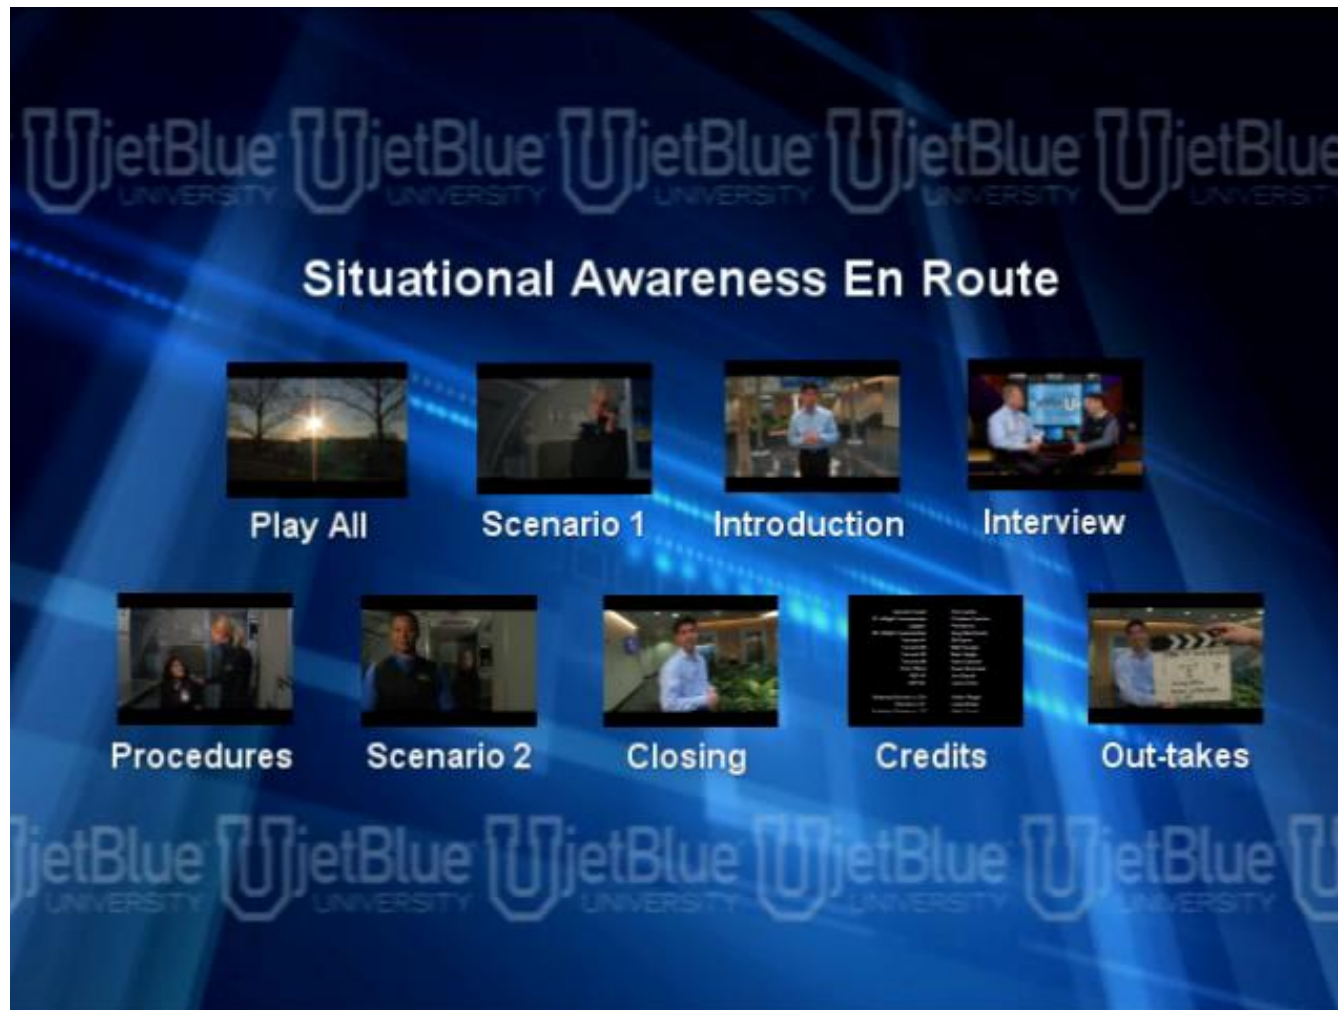 U jetBlue U jetBlue U jetBlue U jetBlue U jetBlue
UNIVERSITY UNIVERSITY UNIVERSITY UNIVERSITY UNIVERSITY
Situational Awareness En Route
Play All Scenario 1 Introduction Interview
Procedures Scenario 2 Closing Credits Out-takes
jetBlue U jetBlue U jetBlue U jetBlue U jetBlue U
UNIVERSITY UNIVERSITY UNIVERSITY UNIVERSITY UNIVERSITY